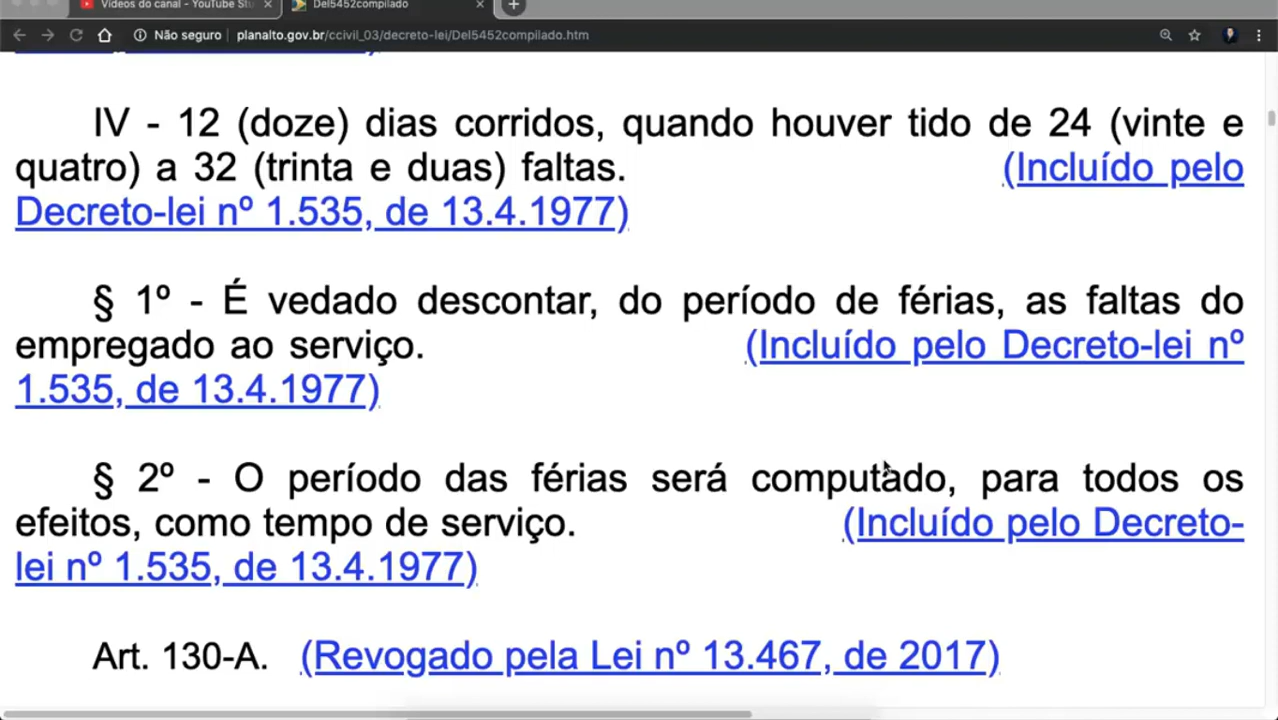 Vídeos do canal - YouTube Stu
Del5452compilado
Não seguro | planalto.gov.br/ccivil_03/decreto-lei/Del5452compilado.htm
IV - 12 (doze) dias corridos, quando houver tido de 24 (vinte e
quatro) a 32 (trinta e duas) faltas. (Incluído pelo
Decreto-lei nº 1.535, de 13.4.1977)
§ 1º - É vedado descontar, do período de férias, as faltas do
empregado ao serviço. (Incluído pelo Decreto-lei nº
1.535, de 13.4.1977)
§ 2º - O período das férias será computado, para todos os
efeitos, como tempo de serviço. (Incluído pelo Decreto-
lei nº 1.535, de 13.4.1977)
Art. 130-A. (Revogado pela Lei nº 13.467, de 2017)